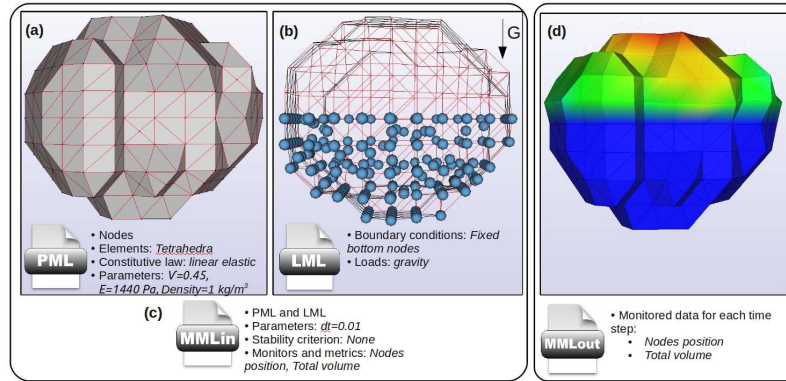 (a)
(b)
G
(d)
PML
• Nodes
• Elements: Tetrahedra
• Constitutive law: linear elastic
• Parameters: V=0.45,
E=1440 Pa, Density=1 kg/m³
LML
• Boundary conditions: Fixed
bottom nodes
• Loads: gravity
(c)
MMLin
• PML and LML
• Parameters: dt=0.01
• Stability criterion: None
• Monitors and metrics: Nodes
position, Total volume
MMLout
• Monitored data for each time
step:
• Nodes position
• Total volume